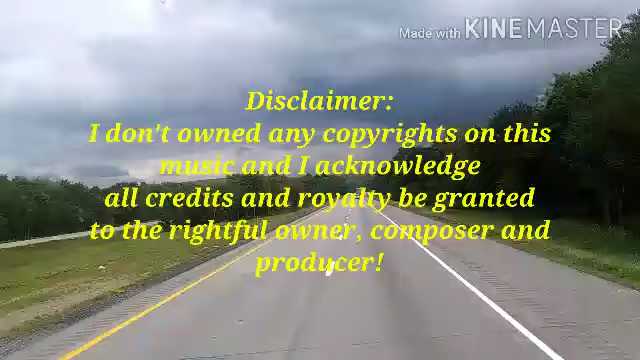 Made with KINEMASTER
Disclaimer:
I don't owned any copyrights on this
music and I acknowledge
all credits and royalty be granted
to the rightful owner, composer and
producer!